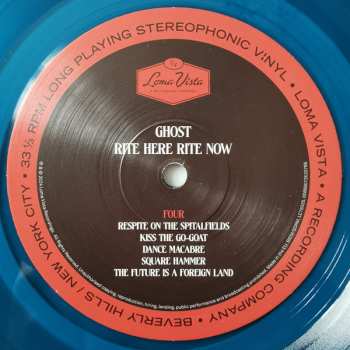 Loma Vista
GHOST
RITE HERE RITE NOW
FOUR
RESPITE ON THE SPITALFIELDS
KISS THE GO-GOAT
DANCE MACABRE
SQUARE HAMMER
THE FUTURE IS A FOREIGN LAND
BEVERLY HILLS / NEW YORK CITY · 33 ⅓ RPM LONG PLAYING STEREOPHONIC V!NYL · LOMA VISTA · A RECORDING COMPANY ·